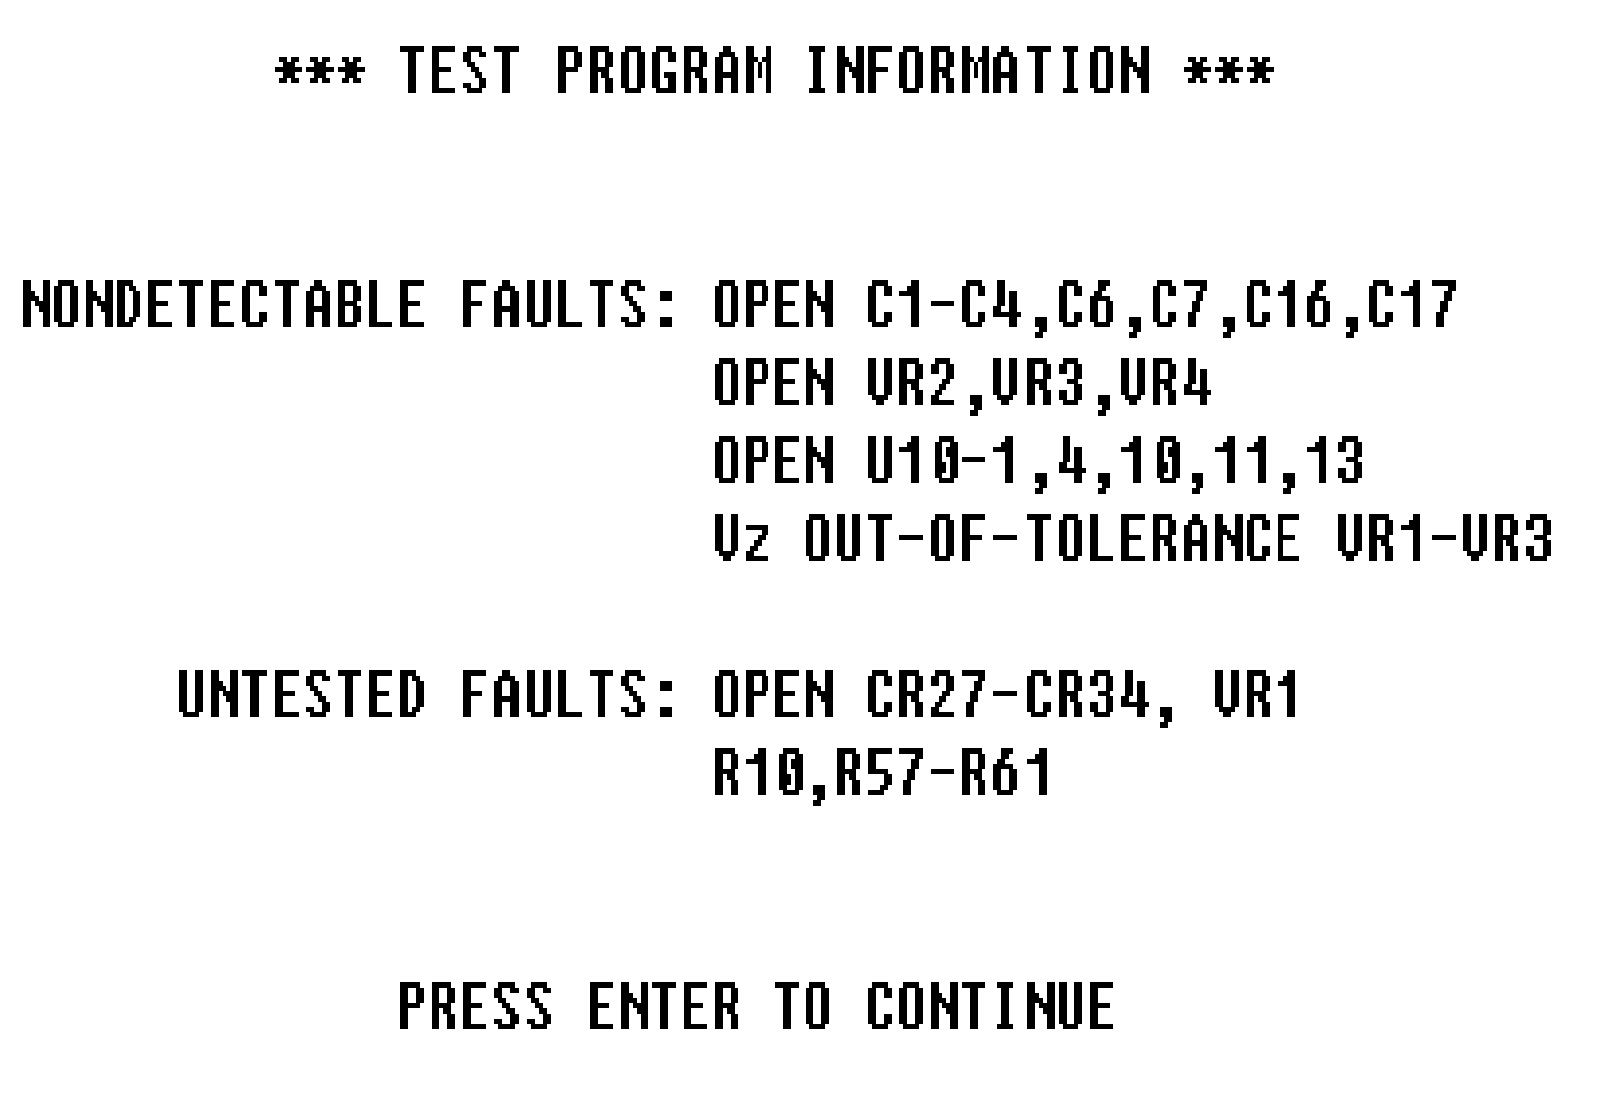 *** TEST PROGRAM INFORMATION ***
NONDETECTABLE FAULTS: OPEN C1-C4,C6,C7,C16,C17
OPEN VR2,VR3,VR4
OPEN U10-1,4,10,11,13
Vz OUT-OF-TOLERANCE VR1-VR3
UNTESTED FAULTS: OPEN CR27-CR34, VR1
R10,R57-R61
PRESS ENTER TO CONTINUE